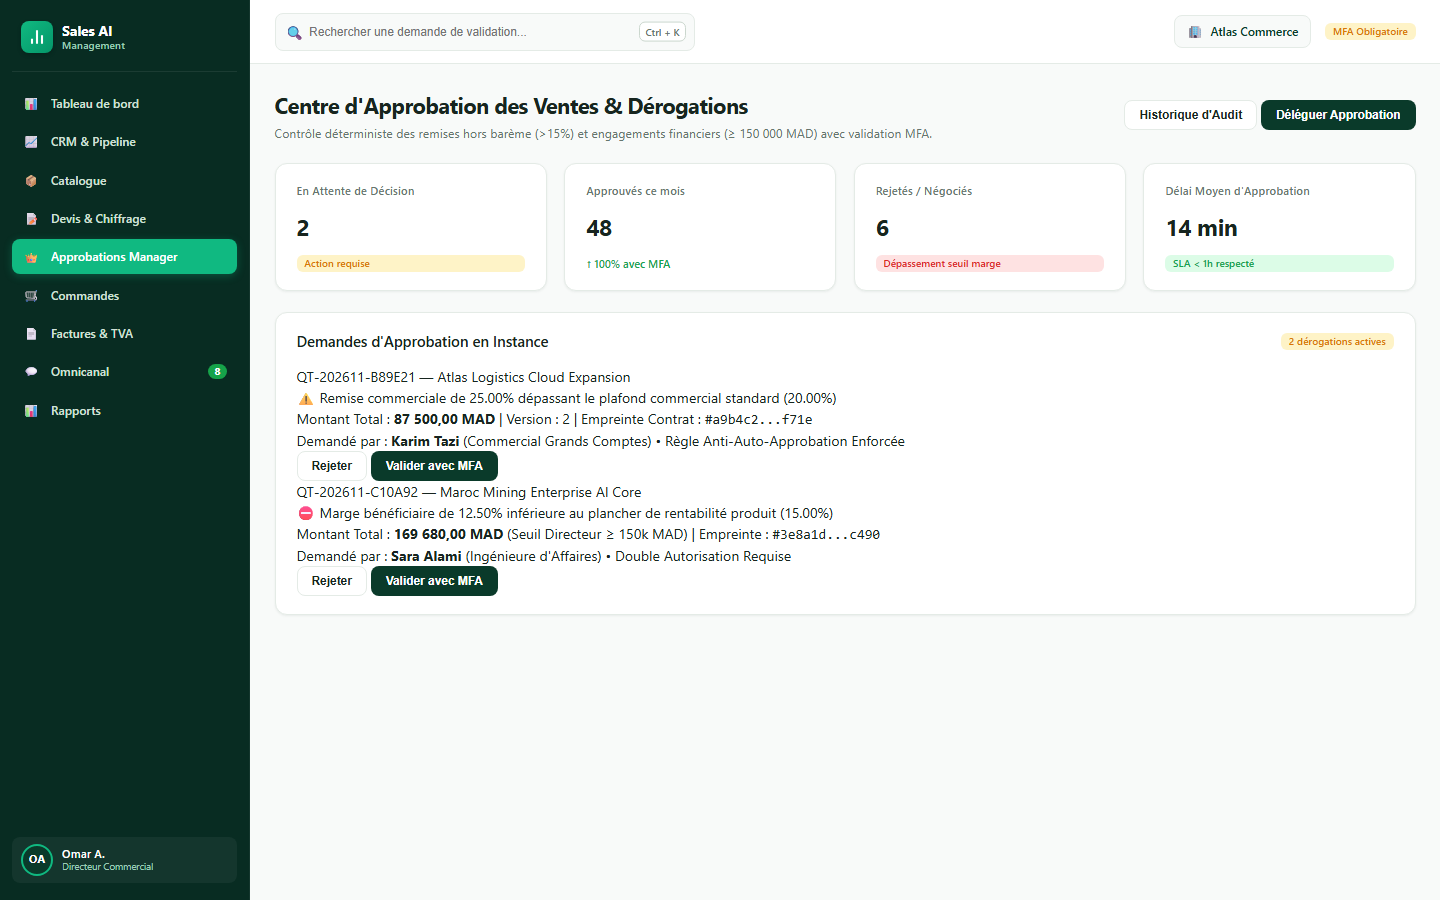 Sales AI
Management
Tableau de bord
CRM & Pipeline
Catalogue
Devis & Chiffrage
Approbations Manager
Commandes
Factures & TVA
Omnicanal 8
Rapports
OA
Omar A.
Directeur Commercial
Rechercher une demande de validation... Ctrl + K
Atlas Commerce
MFA Obligatoire
Centre d'Approbation des Ventes & Dérogations
Contrôle déterministe des remises hors barème (>15%) et engagements financiers (≥ 150 000 MAD) avec validation MFA.
Historique d'Audit
Déléguer Approbation
En Attente de Décision
2
Action requise
Approuvés ce mois
48
↑ 100% avec MFA
Rejetés / Négociés
6
Dépassement seuil marge
Délai Moyen d'Approbation
14 min
SLA < 1h respecté
Demandes d'Approbation en Instance
2 dérogations actives
QT-202611-B89E21 — Atlas Logistics Cloud Expansion
⚠️ Remise commerciale de 25.00% dépassant le plafond commercial standard (20.00%)
Montant Total : 87 500,00 MAD | Version : 2 | Empreinte Contrat : #a9b4c2...f71e
Demandé par : Karim Tazi (Commercial Grands Comptes) • Règle Anti-Auto-Approbation Enforcée
Rejeter Valider avec MFA
QT-202611-C10A92 — Maroc Mining Enterprise AI Core
⛔ Marge bénéficiaire de 12.50% inférieure au plancher de rentabilité produit (15.00%)
Montant Total : 169 680,00 MAD (Seuil Directeur ≥ 150k MAD) | Empreinte : #3e8a1d...c490
Demandé par : Sara Alami (Ingénieure d'Affaires) • Double Autorisation Requise
Rejeter Valider avec MFA